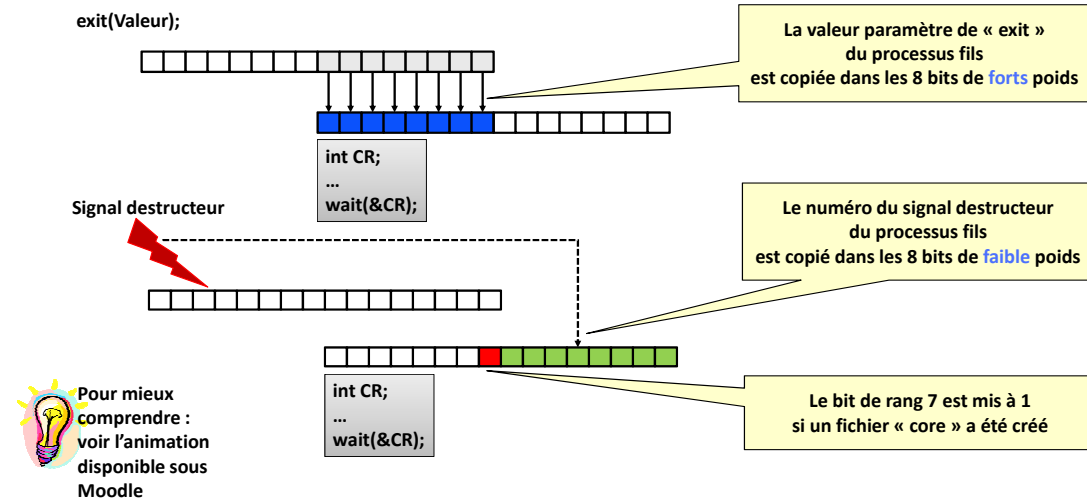 exit(Valeur);
La valeur paramètre de « exit »
du processus fils
est copiée dans les 8 bits de forts poids
int CR;
…
wait(&CR);
Signal destructeur
Le numéro du signal destructeur
du processus fils
est copié dans les 8 bits de faible poids
int CR;
…
wait(&CR);
Le bit de rang 7 est mis à 1
si un fichier « core » a été créé
Pour mieux
comprendre :
voir l’animation
disponible sous
Moodle